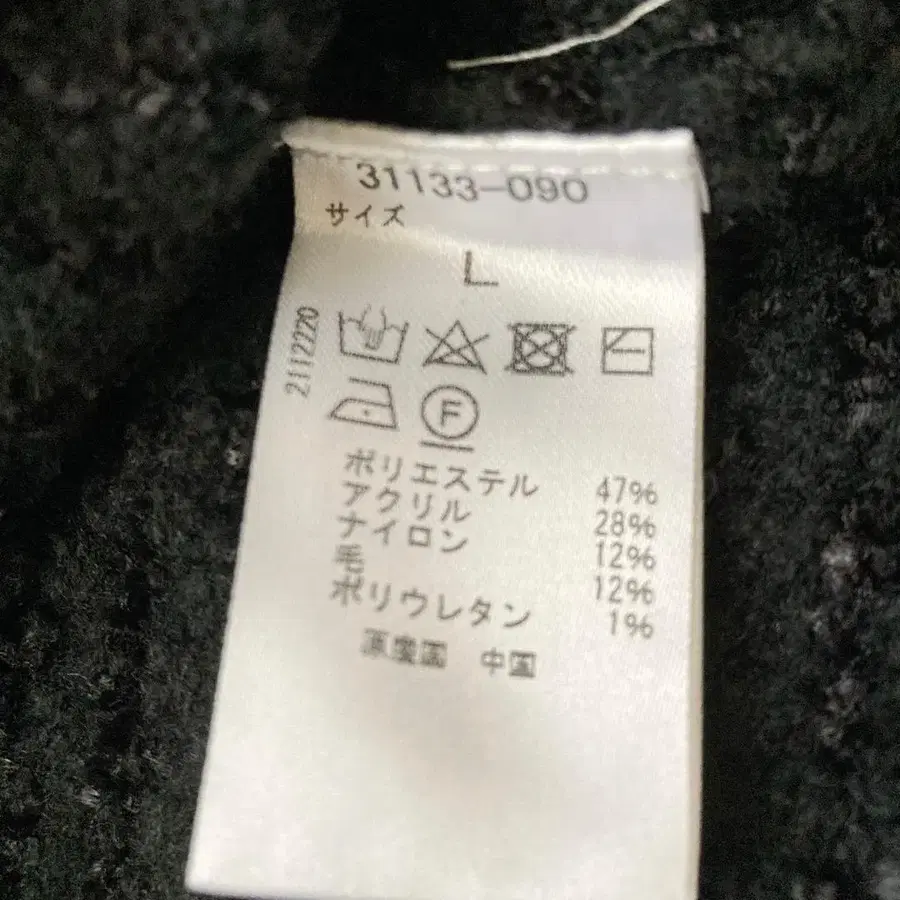 31133-090
サイズ
L
2112220
F
ポリエステル 47%
アクリル 28%
ナイロン 12%
毛 12%
ポリウレタン 1%
原産国 中国